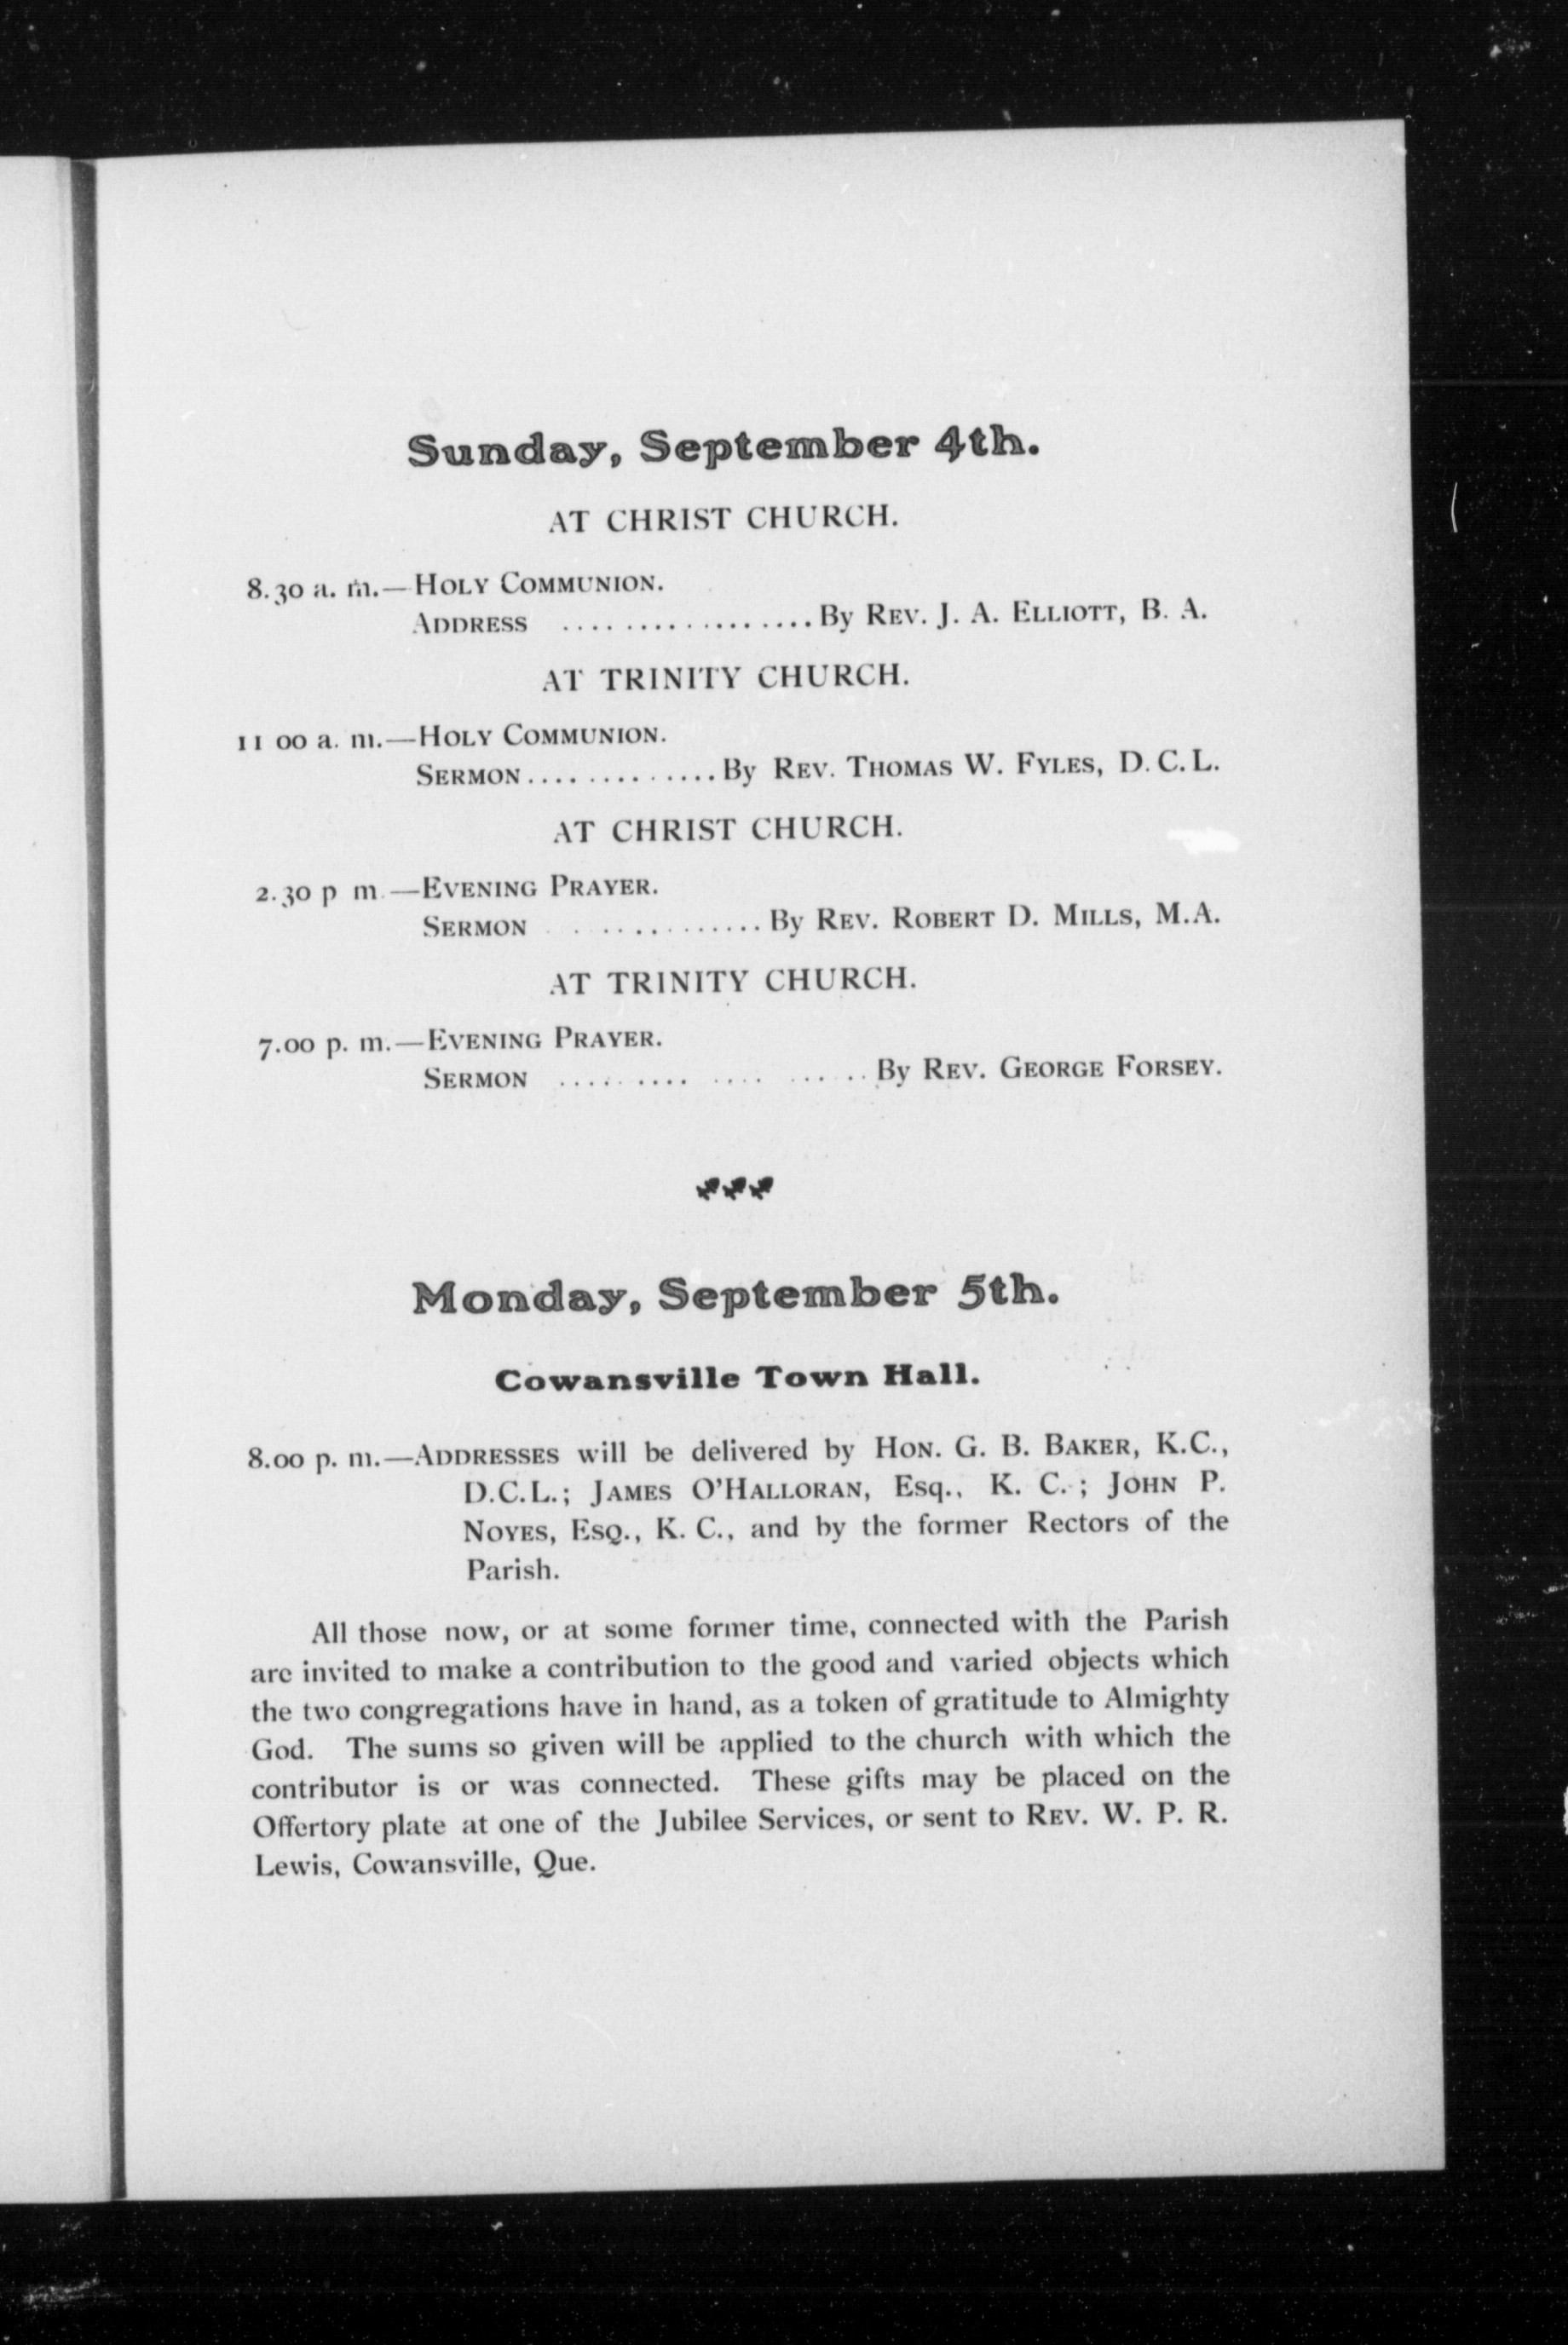 Sunday, September 4th.
AT CHRIST CHURCH.
8.30 a. m.—HOLY COMMUNION.
ADDRESS ..................By REV. J. A. ELLIOTT, B. A.
AT TRINITY CHURCH.
11 00 a. m.—HOLY COMMUNION.
SERMON..............By REV. THOMAS W. FYLES, D. C. L.
AT CHRIST CHURCH.
2.30 p m.—EVENING PRAYER.
SERMON ..............By REV. ROBERT D. MILLS, M.A.
AT TRINITY CHURCH.
7.00 p. m.—EVENING PRAYER.
SERMON ......... .... ......By REV. GEORGE FORSEY.
Monday, September 5th.
Cowansville Town Hall.
8.00 p. m.—ADDRESSES will be delivered by HON. G. B. BAKER, K.C.,
D.C.L.; JAMES O'HALLORAN, Esq., K. C.; JOHN P.
NOYES, ESQ., K. C., and by the former Rectors of the
Parish.
All those now, or at some former time, connected with the Parish
are invited to make a contribution to the good and varied objects which
the two congregations have in hand, as a token of gratitude to Almighty
God. The sums so given will be applied to the church with which the
contributor is or was connected. These gifts may be placed on the
Offertory plate at one of the Jubilee Services, or sent to REV. W. P. R.
Lewis, Cowansville, Que.